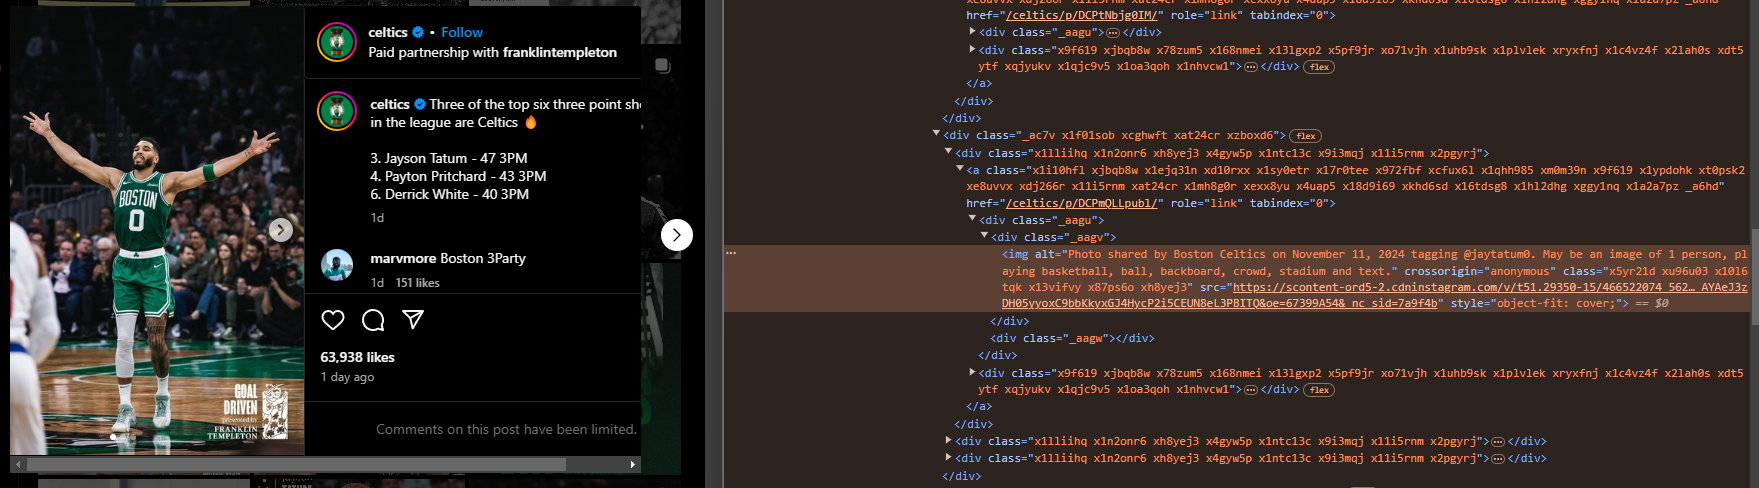 celtics • Follow
Paid partnership with franklintempleton
celtics Three of the top six three point sh
in the league are Celtics 🔥
3. Jayson Tatum - 47 3PM
4. Payton Pritchard - 43 3PM
6. Derrick White - 40 3PM
1d
marvmore Boston 3Party
1d 151 likes
63,938 likes
1 day ago
Comments on this post have been limited.
BOSTON
0
GOAL
DRIVEN
presented by
FRANKLIN
TEMPLETON
href="/celtics/p/DCPtNbjg0IM/" role="link" tabindex="0">
<div class="_aagu">⋯</div>
<div class="x9f619 xjbqb8w x78zum5 x168nmei x13lgxp2 x5pf9jr xo71vjh x1uhb9sk x1plvlek xryxfnj x1c4vz4f x2lah0s xdt5
ytf xqjyukv x1qjc9v5 x1oa3qoh x1nhvcw1">⋯</div> flex
</a>
</div>
</div>
<div class="_ac7v x1f01sob xcghwft xat24cr xzboxd6"> flex
<div class="x1lliihq x1n2onr6 xh8yej3 x4gyw5p x1ntc13c x9i3mqj x11i5rnm x2pgyrj">
<a class="x1i10hfl xjbqb8w x1ejq31n xd10rxx x1sy0etr x17r0tee x972fbf xcfux6l x1qhh985 xm0m39n x9f619 x1ypdohk xt0psk2
xe8uvvx xdj266r x11i5rnm xat24cr x1mh8g0r xexx8yu x4uap5 x18d9i69 xkhd6sd x16tdsg8 x1hl2dhg xggy1nq x1a2a7pz _a6hd"
href="/celtics/p/DCPmQLLpubl/" role="link" tabindex="0">
<div class="_aagu">
<div class="_aagv">
<img alt="Photo shared by Boston Celtics on November 11, 2024 tagging @jaytatum0. May be an image of 1 person, pl
aying basketball, ball, backboard, crowd, stadium and text." crossorigin="anonymous" class="x5yr21d xu96u03 x10l6
tqk x13vifvy x87ps6o xh8yej3" src="https://scontent-ord5-2.cdninstagram.com/v/t51.29350-15/466522074_562… AYAeJ3z
DH05yyoxC9bbKkyxGJ4HycP2i5CEUN8eL3PBITQ&oe=67399A54&_nc_sid=7a9f4b" style="object-fit: cover;"> == $0
</div>
<div class="_aagw"></div>
</div>
<div class="x9f619 xjbqb8w x78zum5 x168nmei x13lgxp2 x5pf9jr xo71vjh x1uhb9sk x1plvlek xryxfnj x1c4vz4f x2lah0s xdt5
ytf xqjyukv x1qjc9v5 x1oa3qoh x1nhvcw1">⋯</div> flex
</a>
</div>
<div class="x1lliihq x1n2onr6 xh8yej3 x4gyw5p x1ntc13c x9i3mqj x11i5rnm x2pgyrj">⋯</div>
<div class="x1lliihq x1n2onr6 xh8yej3 x4gyw5p x1ntc13c x9i3mqj x11i5rnm x2pgyrj">⋯</div>
</div>